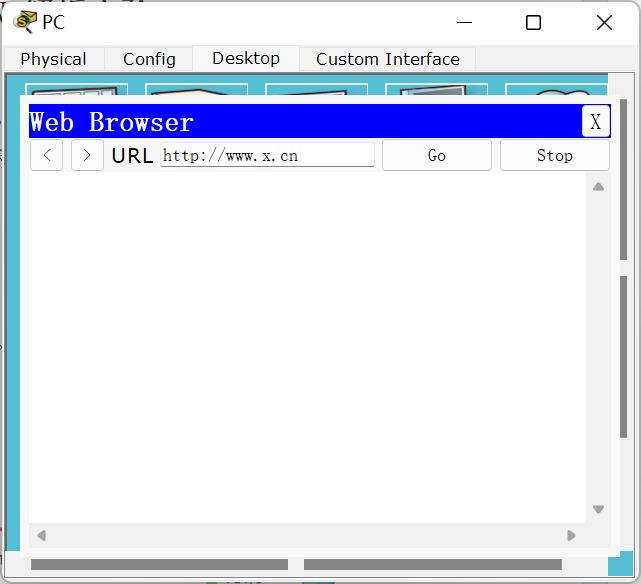 PC
Physical Config Desktop Custom Interface
Web Browser X
< > URL http://www.x.cn Go Stop